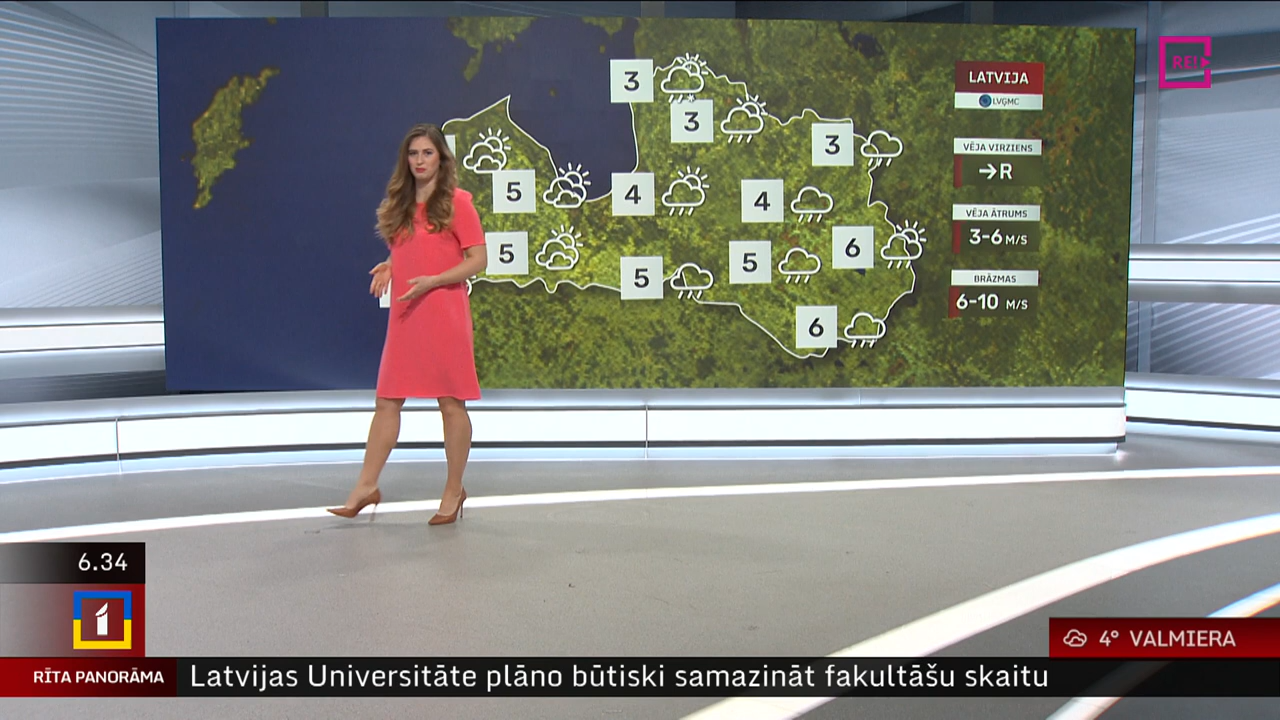 RE!
LATVIJA
LVĢMC
VĒJA VIRZIENS
R
VĒJA ĀTRUMS
3-6 M/S
BRĀZMAS
6-10 M/S
3
3
3
5
4
4
5
5
5
6
6
6.34
1
4° VALMIERA
RĪTA PANORĀMA
Latvijas Universitāte plāno būtiski samazināt fakultāšu skaitu